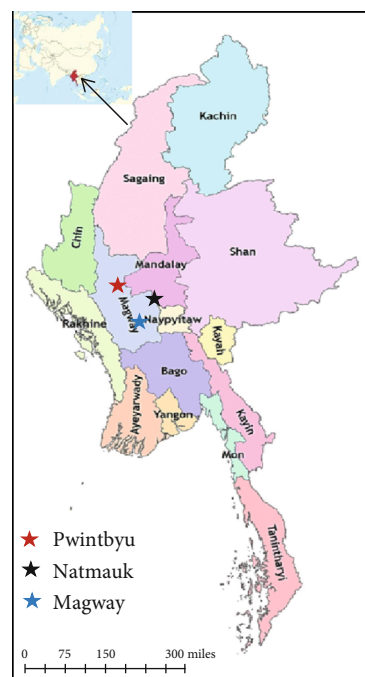 Kachin
Sagaing
Chin
Shan
Mandalay
Magway
Rakhine
Naypyitaw
Kayah
Bago
Ayeyarwady
Yangon
Kayin
Mon
Tanintharyi
Pwintbyu
Natmauk
Magway
0 75 150 300 miles